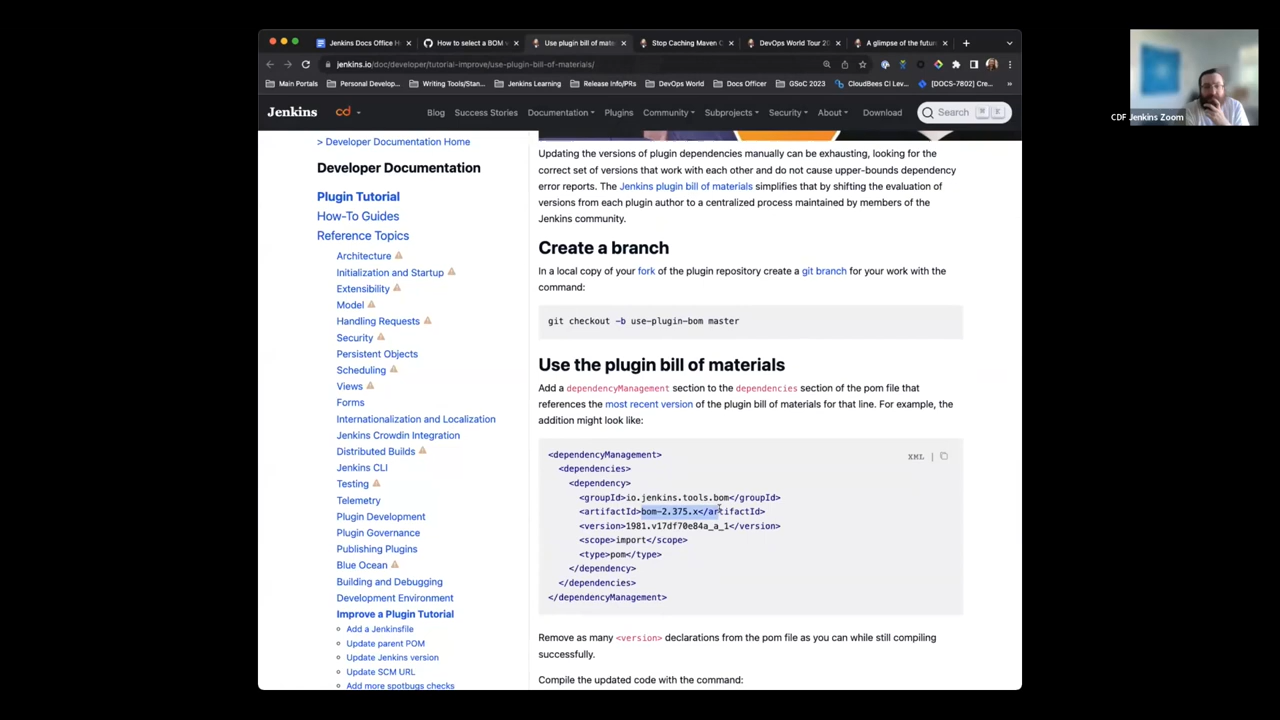 Jenkins Docs Office H
How to select a BOM v
Use plugin bill of mate
Stop Caching Maven C
DevOps World Tour 20
A glimpse of the futur
jenkins.io/doc/developer/tutorial-improve/use-plugin-bill-of-materials/
Main Portals
Personal Develop...
Writing Tools/Stan...
Jenkins Learning
Release Info/PRs
DevOps World
Docs Officer
GSoC 2023
CloudBees CI Lev...
[DOCS-7802] Cre...
Jenkins
cd
Blog
Success Stories
Documentation
Plugins
Community
Subprojects
Security
About
Download
Search
K
CDF Jenkins Zoom
> Developer Documentation Home
Developer Documentation
Plugin Tutorial
How-To Guides
Reference Topics
Architecture
Initialization and Startup
Extensibility
Model
Handling Requests
Security
Persistent Objects
Scheduling
Views
Forms
Internationalization and Localization
Jenkins Crowdin Integration
Distributed Builds
Jenkins CLI
Testing
Telemetry
Plugin Development
Plugin Governance
Publishing Plugins
Blue Ocean
Building and Debugging
Development Environment
Improve a Plugin Tutorial
Add a Jenkinsfile
Update parent POM
Update Jenkins version
Update SCM URL
Add more spotbugs checks
Updating the versions of plugin dependencies manually can be exhausting, looking for the
correct set of versions that work with each other and do not cause upper-bounds dependency
error reports. The Jenkins plugin bill of materials simplifies that by shifting the evaluation of
versions from each plugin author to a centralized process maintained by members of the
Jenkins community.
Create a branch
In a local copy of your fork of the plugin repository create a git branch for your work with the
command:
git checkout -b use-plugin-bom master
Use the plugin bill of materials
Add a dependencyManagement section to the dependencies section of the pom file that
references the most recent version of the plugin bill of materials for that line. For example, the
addition might look like:
XML |
<dependencyManagement>
<dependencies>
<dependency>
<groupId>io.jenkins.tools.bom</groupId>
<artifactId>bom-2.375.x</artifactId>
<version>1981.v17df70e84a_a_1</version>
<scope>import</scope>
<type>pom</type>
</dependency>
</dependencies>
</dependencyManagement>
Remove as many <version> declarations from the pom file as you can while still compiling
successfully.
Compile the updated code with the command: